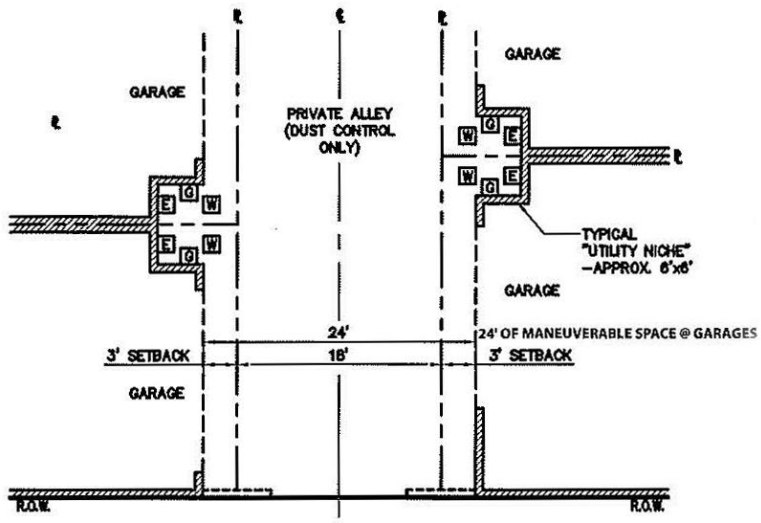 ℄
℄
℄
GARAGE
GARAGE
℄
PRIVATE ALLEY
(DUST CONTROL
ONLY)
W
G
E
℄
W
G
E
E
G
W
E
G
W
TYPICAL
"UTILITY NICHE"
-APPROX. 6'x6'
GARAGE
24'
24' OF MANEUVERABLE SPACE @ GARAGES
3' SETBACK
18'
3' SETBACK
GARAGE
R.O.W.
R.O.W.